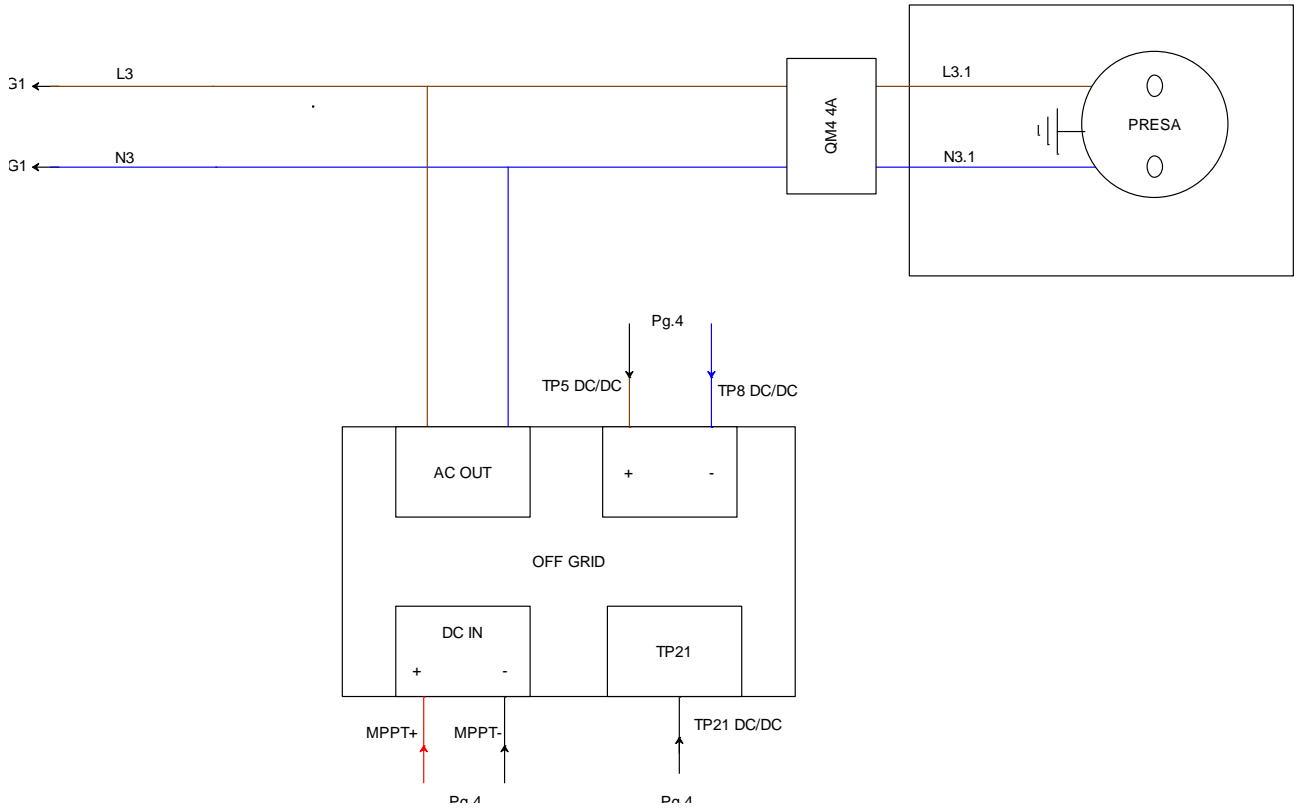 L3
G1
QM4 4A
L3.1
PRESA
N3
G1
N3.1
Pg.4
TP5 DC/DC
TP8 DC/DC
AC OUT
+
-
OFF GRID
DC IN
+
-
TP21
MPPT+
MPPT-
TP21 DC/DC
Pg.4
Pg.4